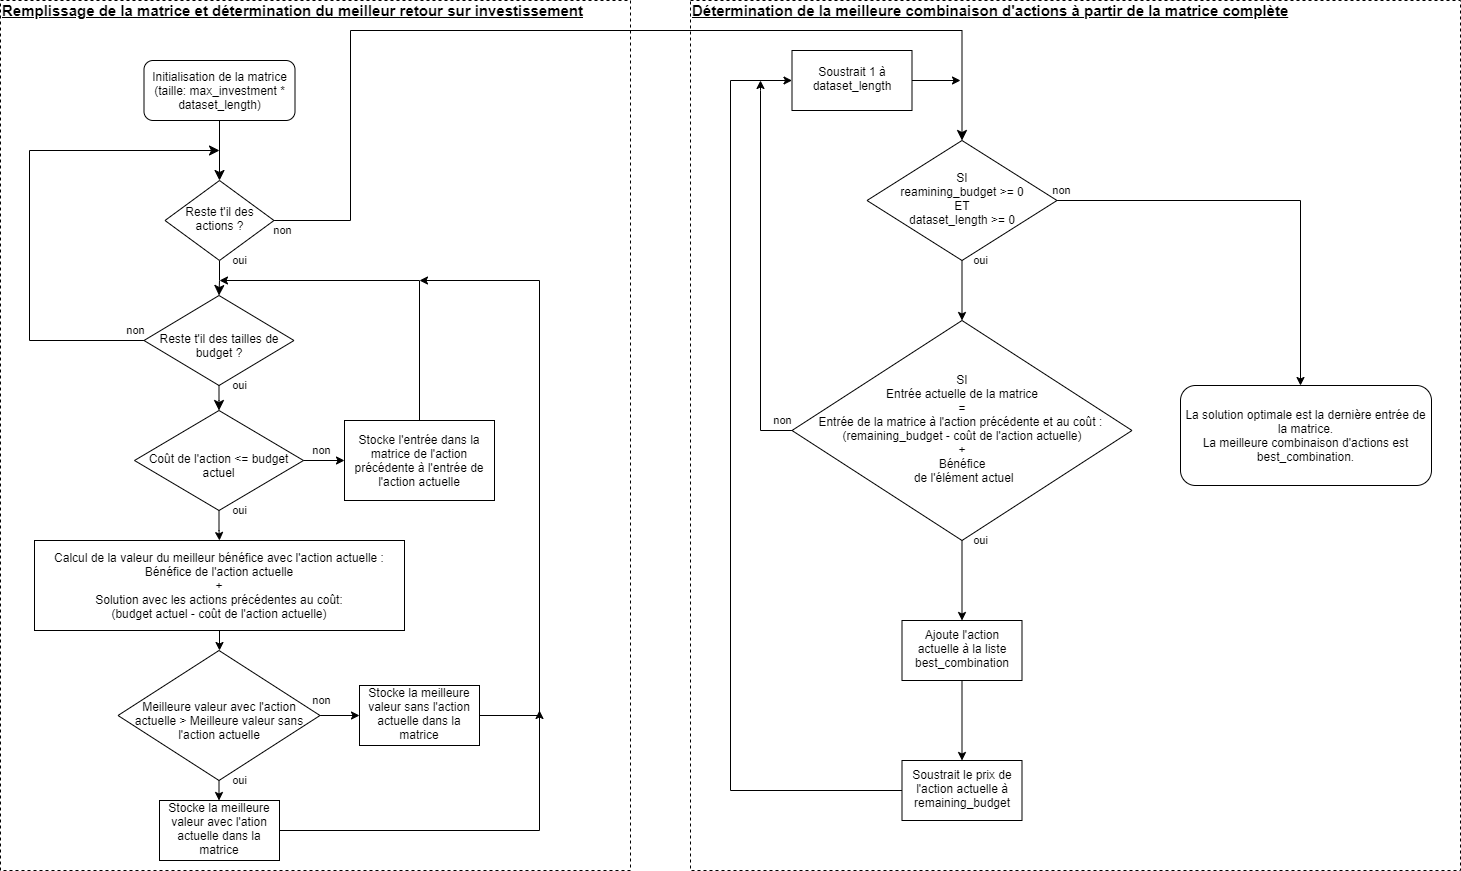 Remplissage de la matrice et détermination du meilleur retour sur investissement
Initialisation de la matrice
(taille: max_investment *
dataset_length)
Reste t'il des
actions ?
non
oui
Reste t'il des tailles de
budget ?
non
oui
Coût de l'action <= budget
actuel
non
oui
Stocke l'entrée dans la
matrice de l'action
précédente à l'entrée de
l'action actuelle
Calcul de la valeur du meilleur bénéfice avec l'action actuelle :
Bénéfice de l'action actuelle
+
Solution avec les actions précédentes au coût:
(budget actuel - coût de l'action actuelle)
Meilleure valeur avec l'action
actuelle > Meilleure valeur sans
l'action actuelle
non
oui
Stocke la meilleure
valeur sans l'action
actuelle dans la
matrice
Stocke la meilleure
valeur avec l'ation
actuelle dans la
matrice
Détermination de la meilleure combinaison d'actions à partir de la matrice complète
Soustrait 1 à
dataset_length
SI
reamining_budget >= 0
ET
dataset_length >= 0
non
oui
SI
Entrée actuelle de la matrice
=
Entrée de la matrice à l'action précédente et au coût :
(remaining_budget - coût de l'action actuelle)
+
Bénéfice
de l'élément actuel
non
oui
Ajoute l'action
actuelle à la liste
best_combination
Soustrait le prix de
l'action actuelle à
remaining_budget
La solution optimale est la dernière entrée de
la matrice.
La meilleure combinaison d'actions est
best_combination.